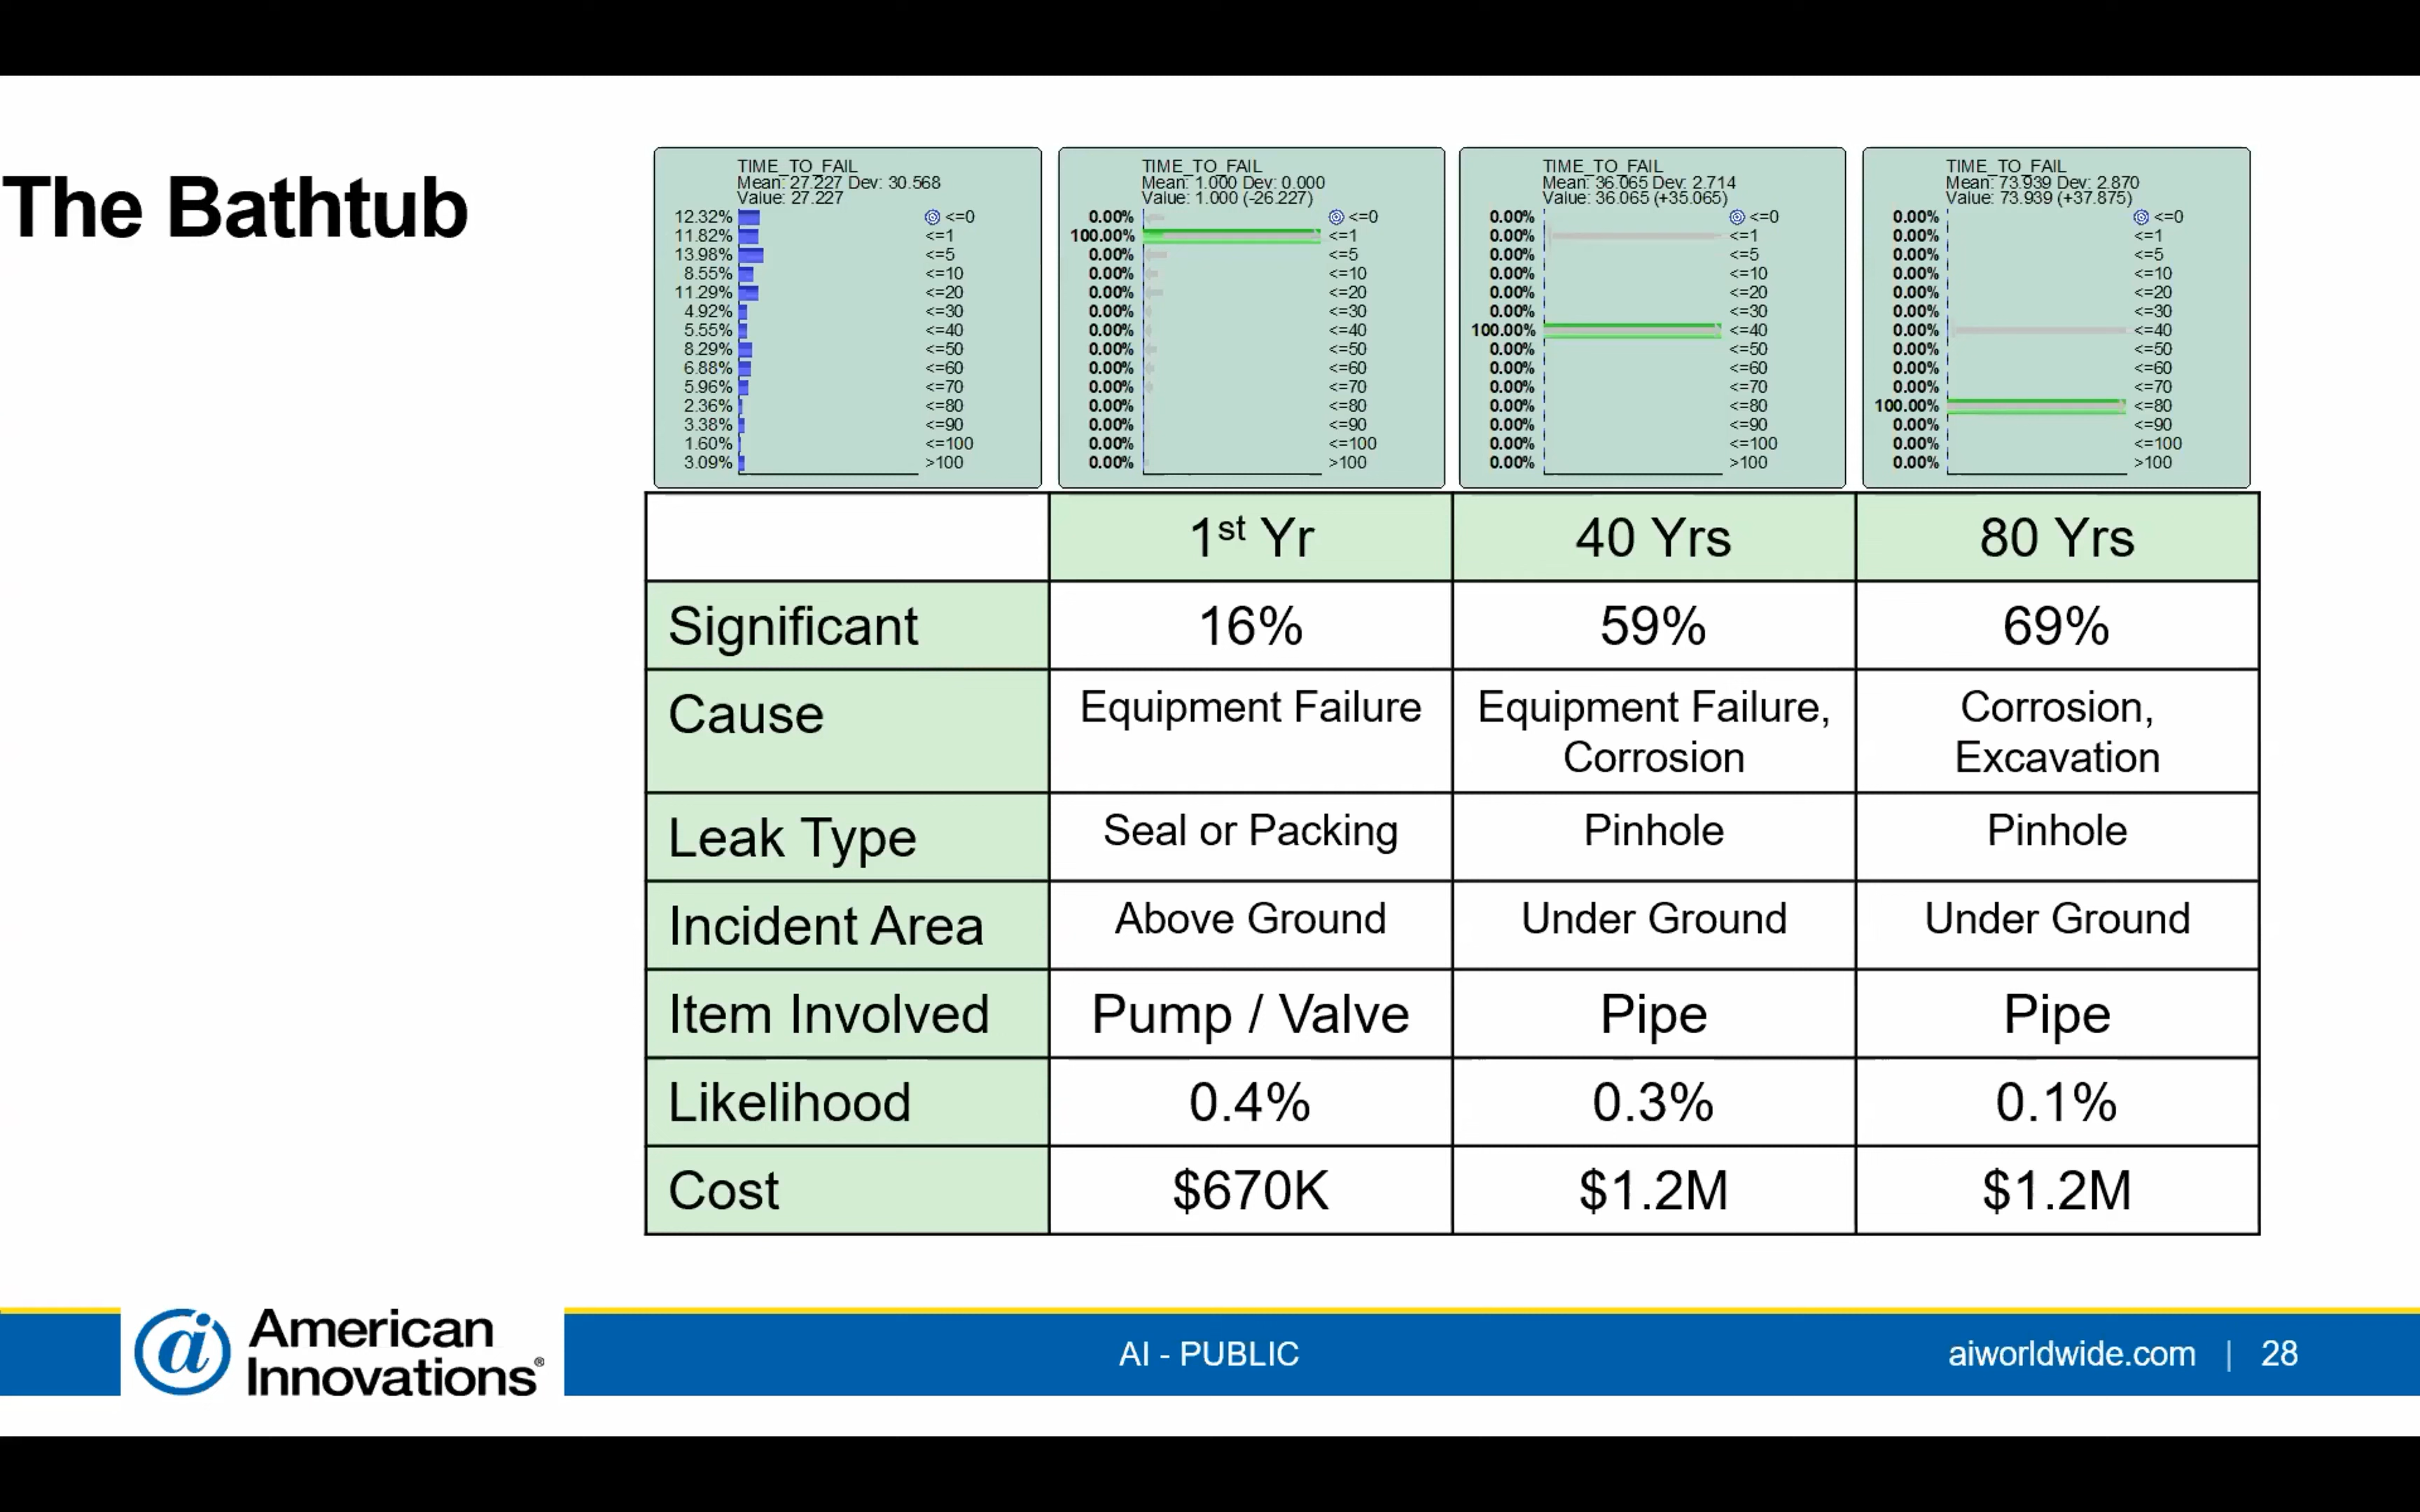 The Bathtub
TIME_TO_FAIL
Mean: 27.227 Dev: 30.568
Value: 27.227
12.32% <=0
11.82% <=1
13.98% <=5
8.55% <=10
11.29% <=20
4.92% <=30
5.55% <=40
8.29% <=50
6.88% <=60
5.96% <=70
2.36% <=80
3.38% <=90
1.60% <=100
3.09% >100
TIME_TO_FAIL
Mean: 1.000 Dev: 0.000
Value: 1.000 (-26.227)
0.00% <=0
100.00% <=1
0.00% <=5
0.00% <=10
0.00% <=20
0.00% <=30
0.00% <=40
0.00% <=50
0.00% <=60
0.00% <=70
0.00% <=80
0.00% <=90
0.00% <=100
0.00% >100
TIME_TO_FAIL
Mean: 36.065 Dev: 2.714
Value: 36.065 (+35.065)
0.00% <=0
0.00% <=1
0.00% <=5
0.00% <=10
0.00% <=20
0.00% <=30
100.00% <=40
0.00% <=50
0.00% <=60
0.00% <=70
0.00% <=80
0.00% <=90
0.00% <=100
0.00% >100
TIME_TO_FAIL
Mean: 73.939 Dev: 2.870
Value: 73.939 (+37.875)
0.00% <=0
0.00% <=1
0.00% <=5
0.00% <=10
0.00% <=20
0.00% <=30
0.00% <=40
0.00% <=50
0.00% <=60
0.00% <=70
100.00% <=80
0.00% <=90
0.00% <=100
0.00% >100
1st Yr 40 Yrs 80 Yrs
Significant 16% 59% 69%
Cause Equipment Failure Equipment Failure, Corrosion,
Corrosion Excavation
Leak Type Seal or Packing Pinhole Pinhole
Incident Area Above Ground Under Ground Under Ground
Item Involved Pump / Valve Pipe Pipe
Likelihood 0.4% 0.3% 0.1%
Cost $670K $1.2M $1.2M
American
Innovations®
AI - PUBLIC
aiworldwide.com | 28